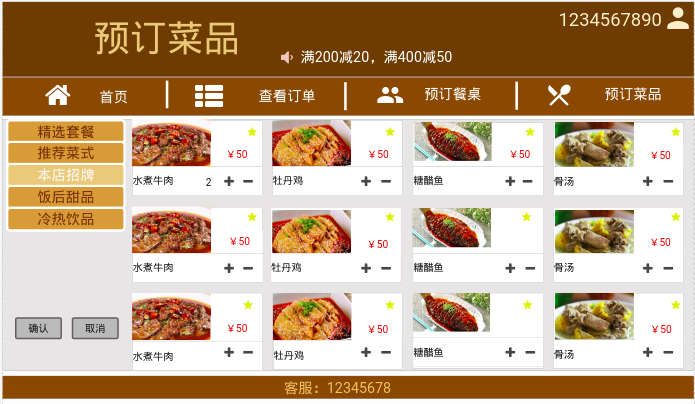 预订菜品
1234567890
满200减20，满400减50
首页
查看订单
预订餐桌
预订菜品
精选套餐
推荐菜式
本店招牌
饭后甜品
冷热饮品
确认
取消
￥50
￥50
￥50
￥50
水煮牛肉 2
牡丹鸡
糖醋鱼
骨汤
￥50
￥50
￥50
￥50
水煮牛肉
牡丹鸡
糖醋鱼
骨汤
￥50
￥50
￥50
￥50
水煮牛肉
牡丹鸡
糖醋鱼
骨汤
客服：12345678